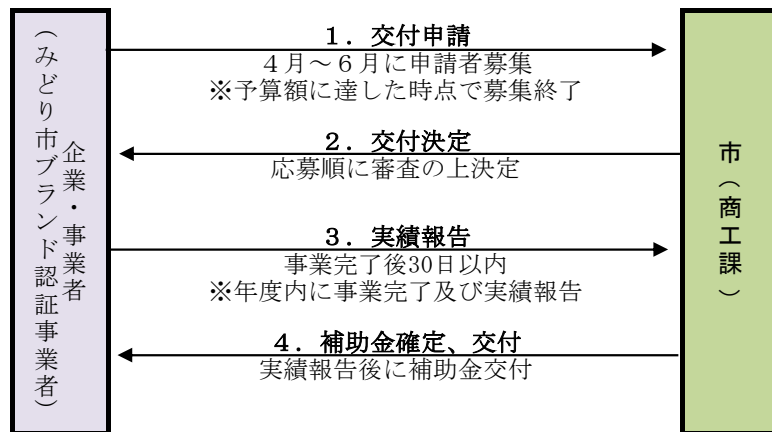 企業・事業者
（みどり市ブランド認証事業者）
１．交付申請
４月～６月に申請者募集
※予算額に達した時点で募集終了
２．交付決定
応募順に審査の上決定
３．実績報告
事業完了後30日以内
※年度内に事業完了及び実績報告
４．補助金確定、交付
実績報告後に補助金交付
市（商工課）